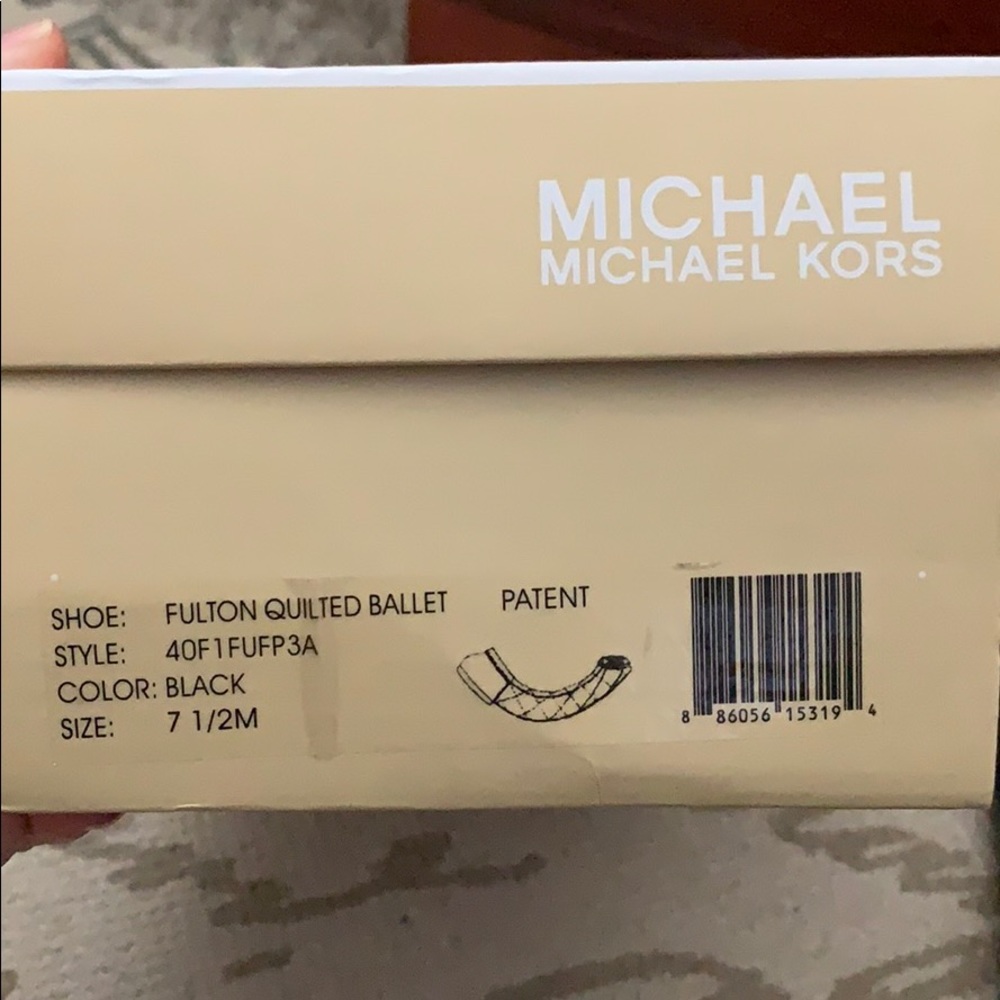 MICHAEL
MICHAEL KORS
SHOE: FULTON QUILTED BALLET PATENT
STYLE: 40F1FUFP3A
COLOR: BLACK
SIZE: 7 1/2M
8 86056 15319 4